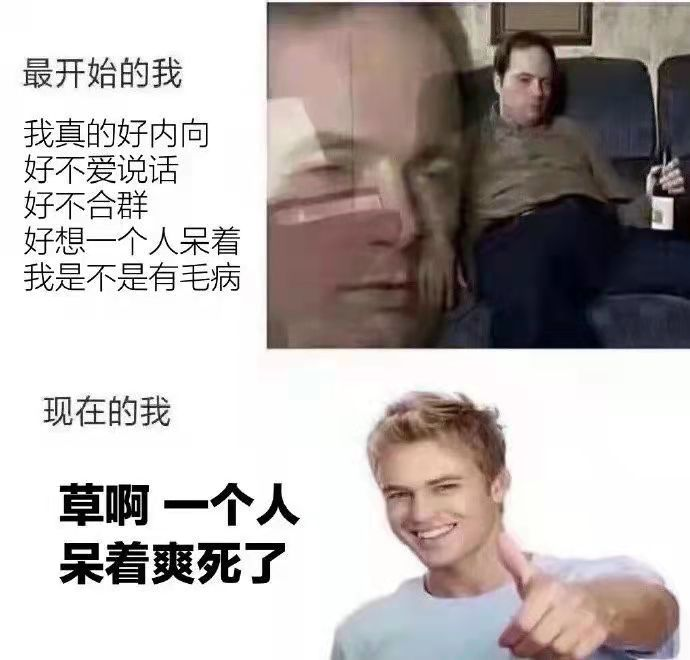 最开始的我
我真的好内向
好不爱说话
好不合群
好想一个人呆着
我是不是有毛病
现在的我
草啊 一个人
呆着爽死了